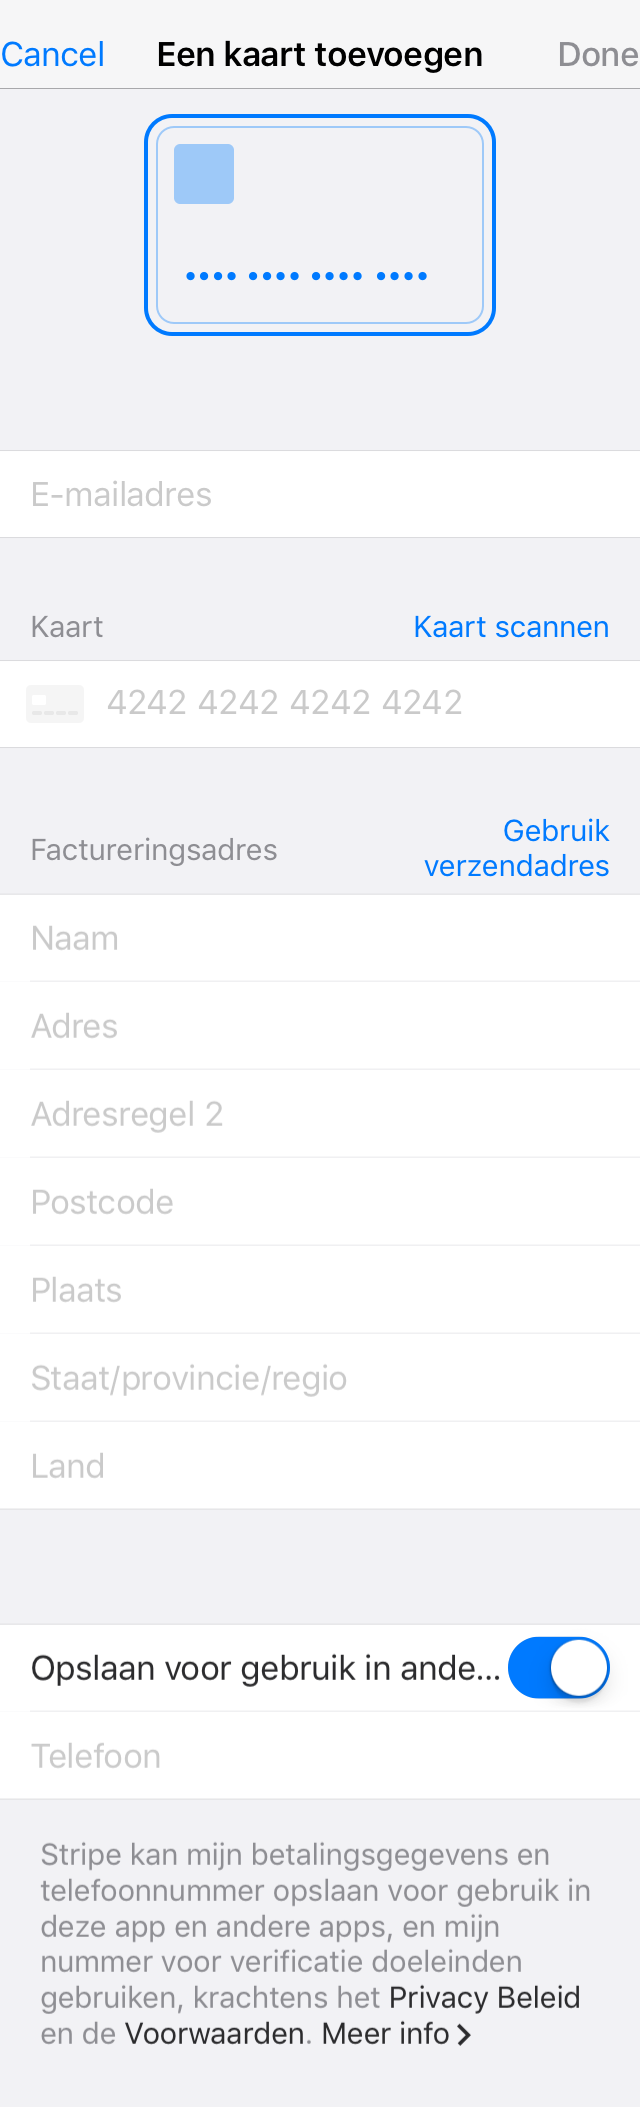 Cancel Een kaart toevoegen Done
•••• •••• •••• ••••
E-mailadres
Kaart Kaart scannen
4242 4242 4242 4242
Gebruik
Factureringsadres verzendadres
Naam
Adres
Adresregel 2
Postcode
Plaats
Staat/provincie/regio
Land
Opslaan voor gebruik in ande...
Telefoon
Stripe kan mijn betalingsgegevens en
telefoonnummer opslaan voor gebruik in
deze app en andere apps, en mijn
nummer voor verificatie doeleinden
gebruiken, krachtens het Privacy Beleid
en de Voorwaarden. Meer info